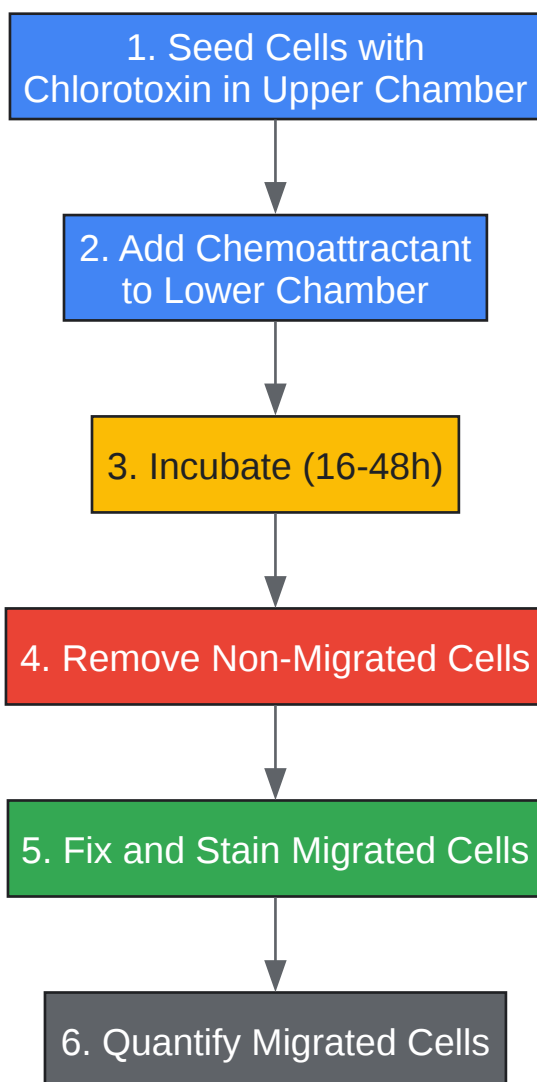 1. Seed Cells with
Chlorotoxin in Upper Chamber
2. Add Chemoattractant
to Lower Chamber
3. Incubate (16-48h)
4. Remove Non-Migrated Cells
5. Fix and Stain Migrated Cells
6. Quantify Migrated Cells